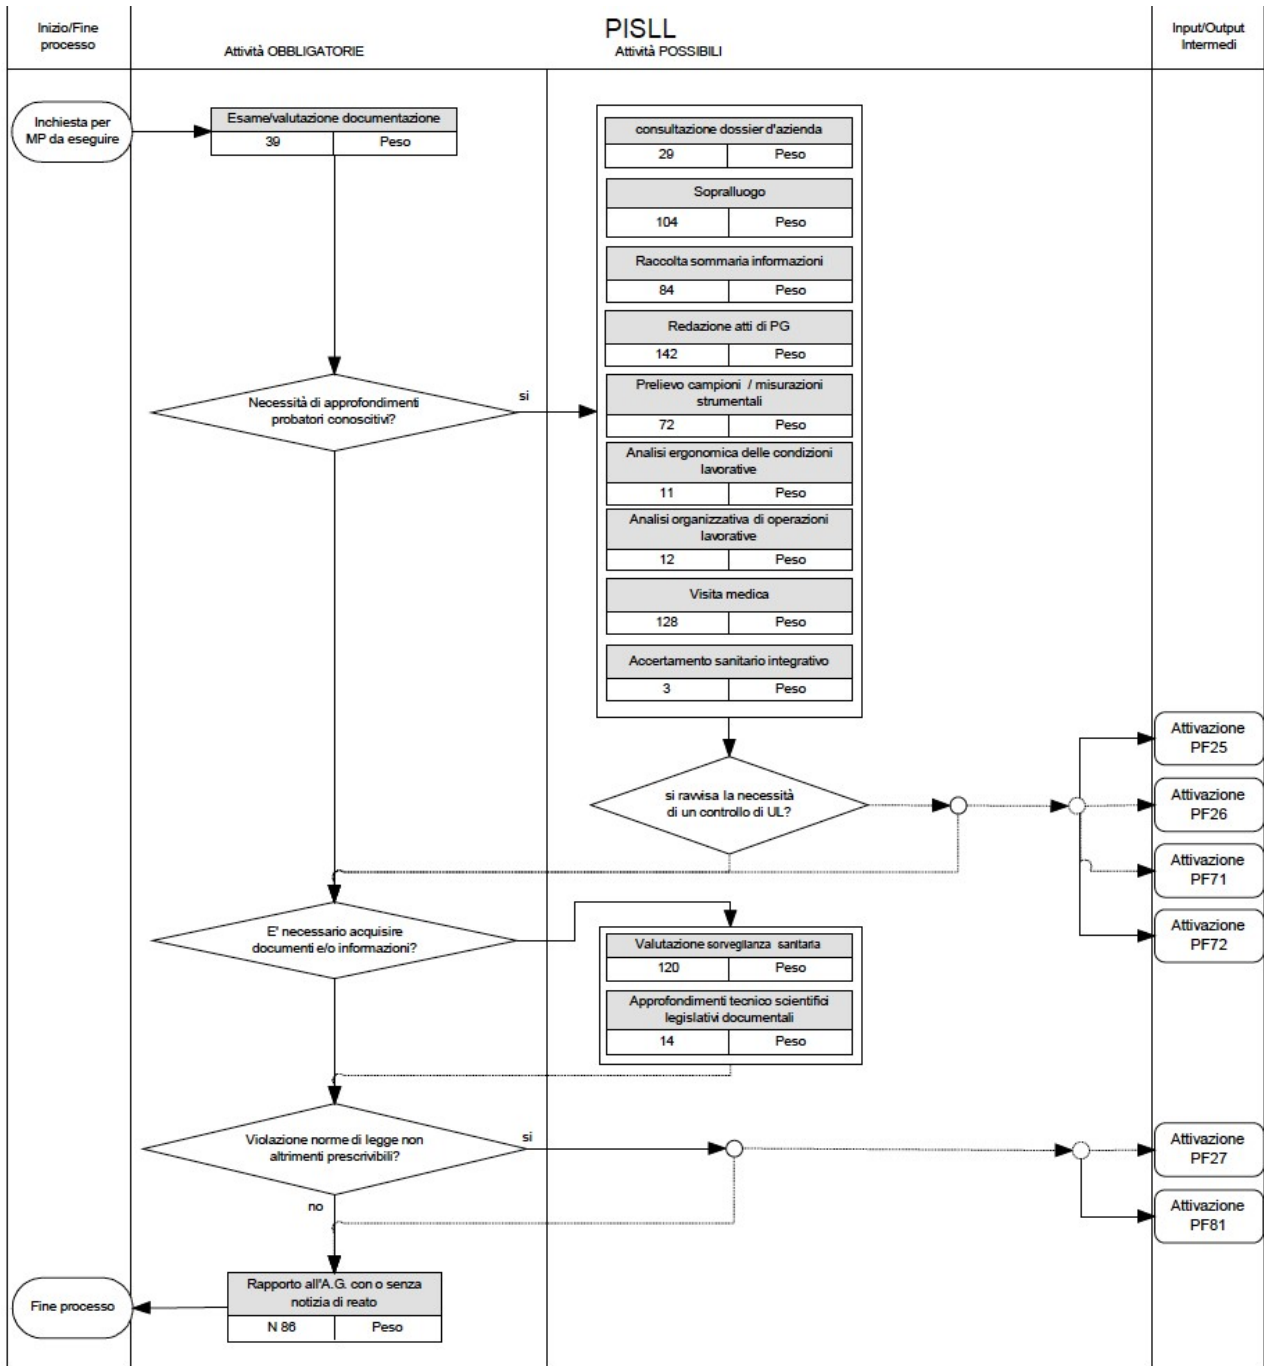 Inizio/Fine
processo
PISLL
Attività OBBLIGATORIE
Attività POSSIBILI
Input/Output
Intermedi
Inchiesta per
MP da eseguire
Esame/valutazione documentazione
39 Peso
consultazione dossier d'azienda
29 Peso
Sopralluogo
104 Peso
Raccolta sommaria informazioni
84 Peso
Redazione atti di PG
142 Peso
Necessità di approfondimenti
probatori conoscitivi?
si
Prelievo campioni / misurazioni
strumentali
72 Peso
Analisi ergonomica delle condizioni
lavorative
11 Peso
Analisi organizzativa di operazioni
lavorative
12 Peso
Visita medica
128 Peso
Accertamento sanitario integrativo
3 Peso
si ravvisa la necessità
di un controllo di UL?
Attivazione
PF25
Attivazione
PF26
Attivazione
PF71
Attivazione
PF72
E' necessario acquisire
documenti e/o informazioni?
Valutazione sorveglianza sanitaria
120 Peso
Approfondimenti tecnico scientifici
legislativi documentali
14 Peso
Violazione norme di legge non
altrimenti prescrivibili?
si
no
Attivazione
PF27
Attivazione
PF81
Rapporto all'A.G. con o senza
notizia di reato
N 86 Peso
Fine processo